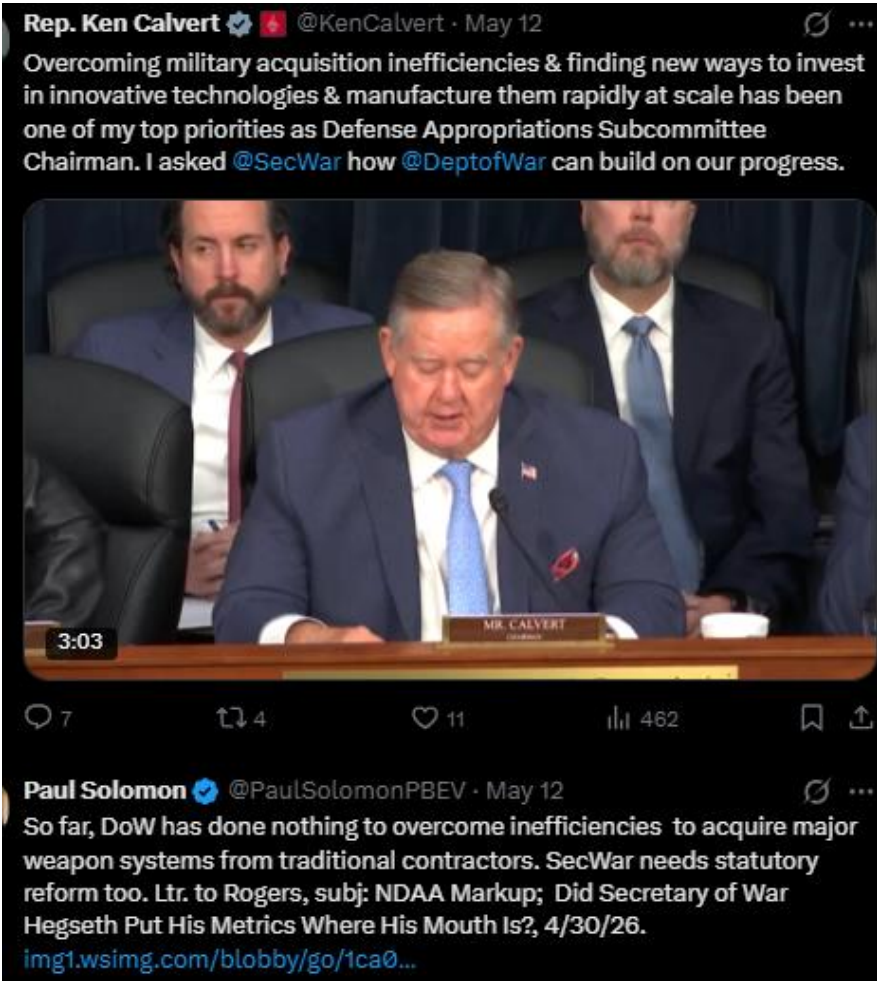 Rep. Ken Calvert @KenCalvert · May 12
Overcoming military acquisition inefficiencies & finding new ways to invest
in innovative technologies & manufacture them rapidly at scale has been
one of my top priorities as Defense Appropriations Subcommittee
Chairman. I asked @SecWar how @DeptofWar can build on our progress.
MR. CALVERT
CHAIRMAN
3:03
7 4 11 462
Paul Solomon @PaulSolomonPBEV · May 12
So far, DoW has done nothing to overcome inefficiencies  to acquire major
weapon systems from traditional contractors. SecWar needs statutory
reform too. Ltr. to Rogers, subj: NDAA Markup;  Did Secretary of War
Hegseth Put His Metrics Where His Mouth Is?, 4/30/26.
img1.wsimg.com/blobby/go/1ca0...